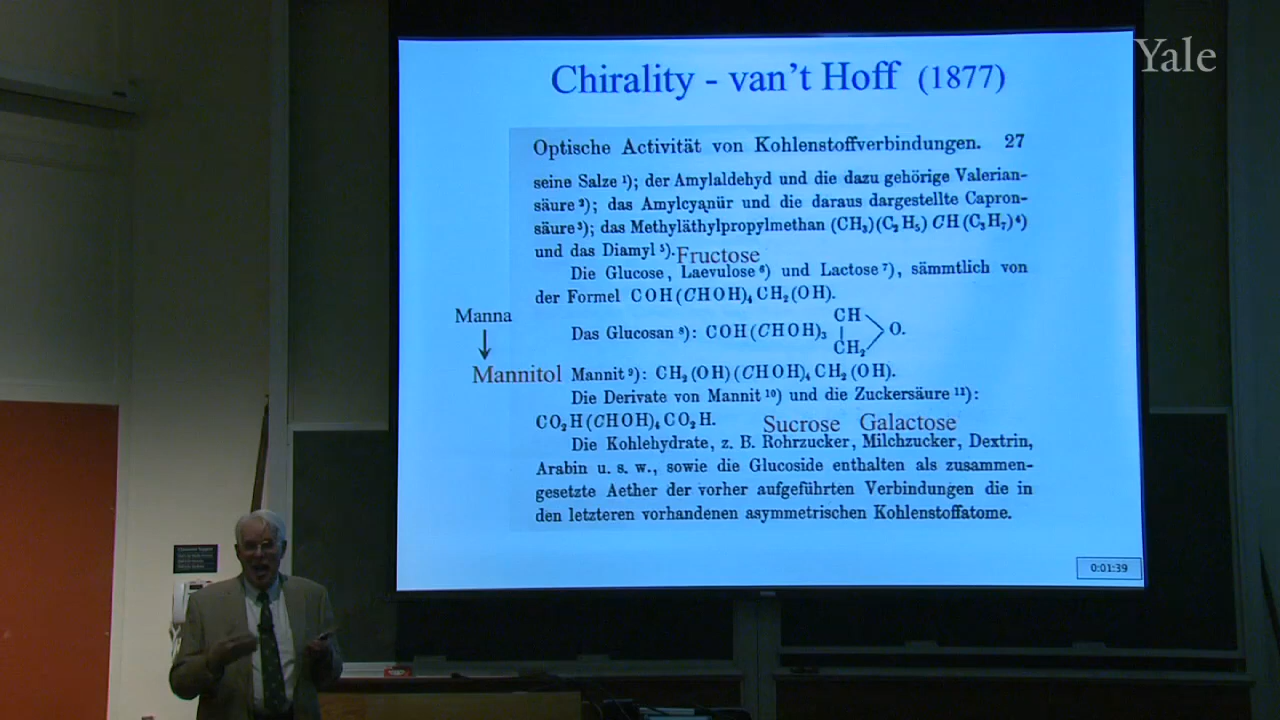 Yale
Chirality - van't Hoff (1877)
Optische Activität von Kohlenstoffverbindungen. 27
seine Salze ¹); der Amylaldehyd und die dazu gehörige Valerian-
säure ²); das Amylcyanür und die daraus dargestellte Capron-
säure ³); das Methyläthylpropylmethan (CH₃)(C₂H₅) CH (C₃H₇) ⁴)
und das Diamyl ⁵).
Fructose
Die Glucose, Laevulose ⁶) und Lactose ⁷), sämmtlich von
der Formel COH(CHOH)₄CH₂(OH).
Manna
Das Glucosan ⁸): COH(CHOH)₃ CH CH₂ O.
Mannitol
Mannit ⁹): CH₂(OH)(CHOH)₄CH₂(OH).
Die Derivate von Mannit ¹⁰) und die Zuckersäure ¹¹):
CO₂H(CHOH)₄CO₂H.
Sucrose Galactose
Die Kohlehydrate, z. B. Rohrzucker, Milchzucker, Dextrin,
Arabin u. s. w., sowie die Glucoside enthalten als zusammen-
gesetzte Aether der vorher aufgeführten Verbindungen die in
den letzteren vorhandenen asymmetrischen Kohlenstoffatome.
0:01:39